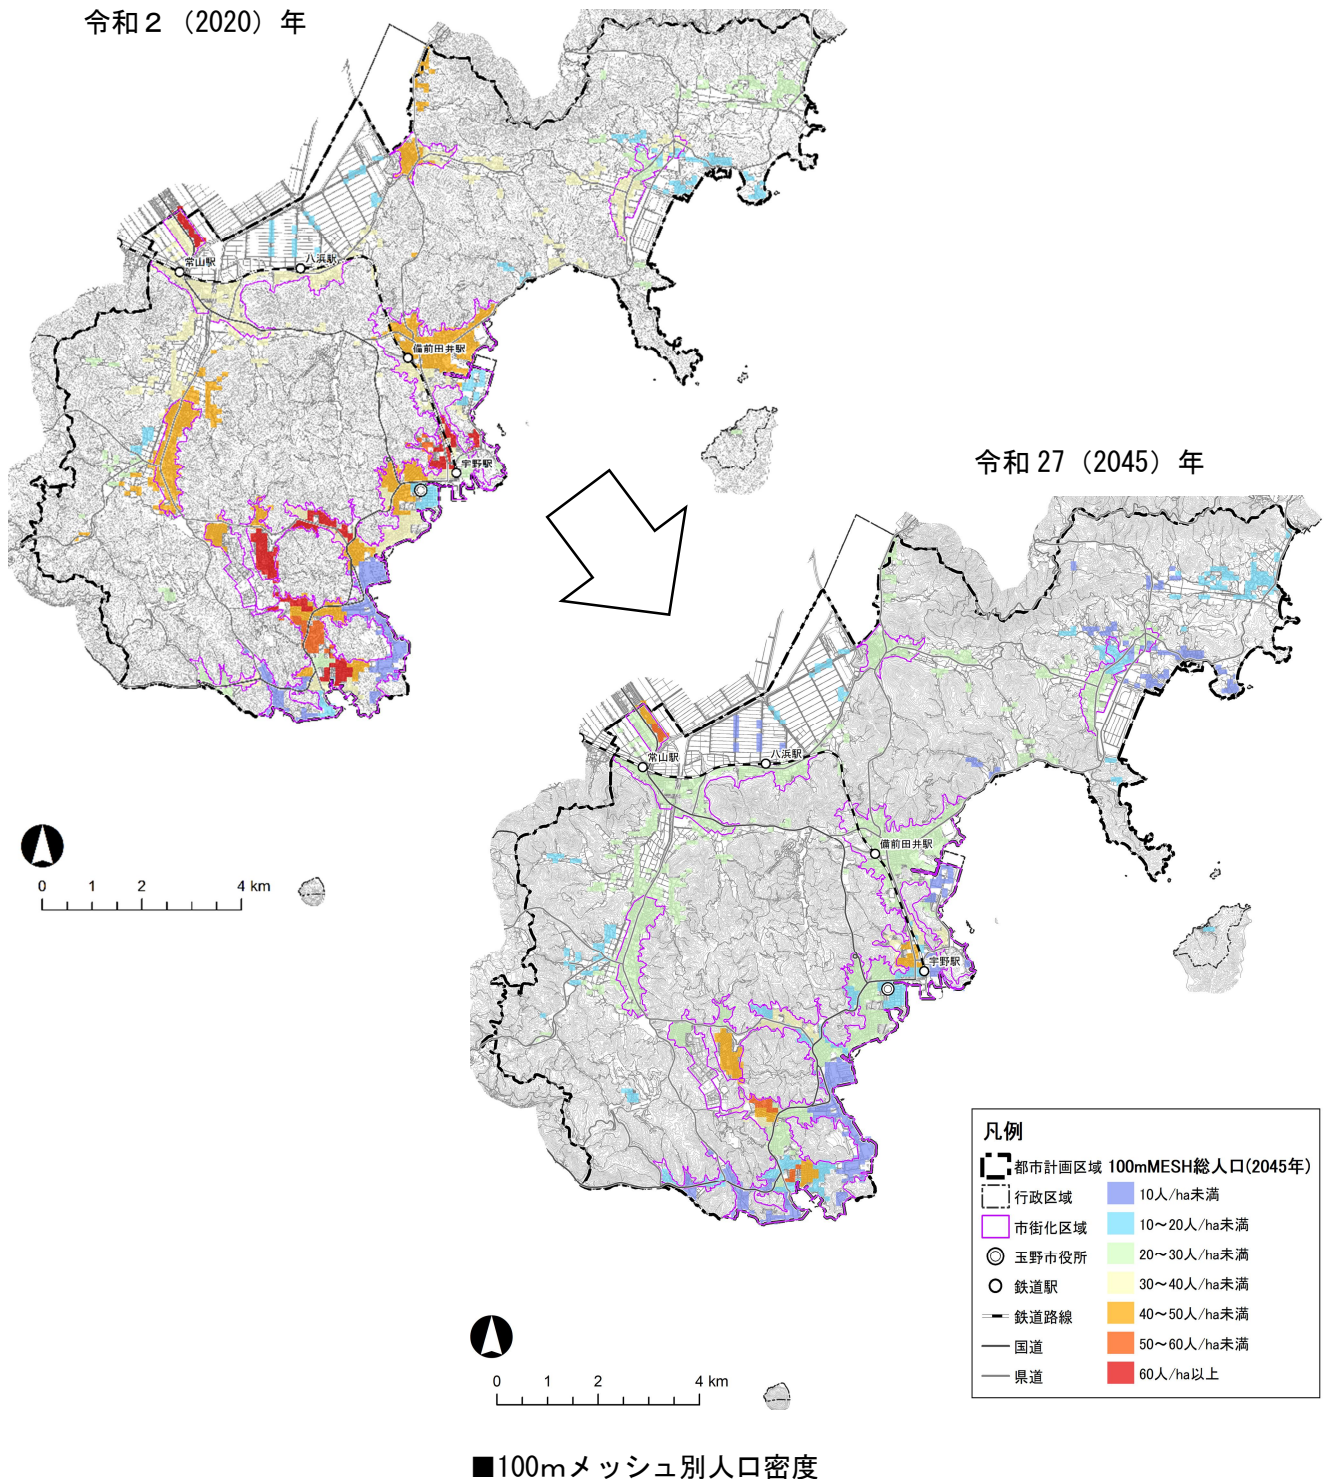 令和２（2020）年
常山駅
八浜駅
備前田井駅
宇野駅
0 1 2 4 km
令和 27（2045）年
常山駅
八浜駅
備前田井駅
宇野駅
0 1 2 4 km
凡例
都市計画区域
行政区域
市街化区域
玉野市役所
鉄道駅
鉄道路線
国道
県道
100mMESH総人口(2045年)
10人/ha未満
10～20人/ha未満
20～30人/ha未満
30～40人/ha未満
40～50人/ha未満
50～60人/ha未満
60人/ha以上
■100ｍメッシュ別人口密度